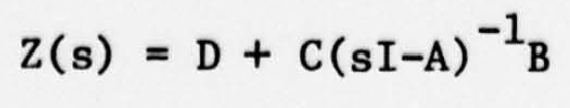 Z(s) = D + C(sI-A)⁻¹B